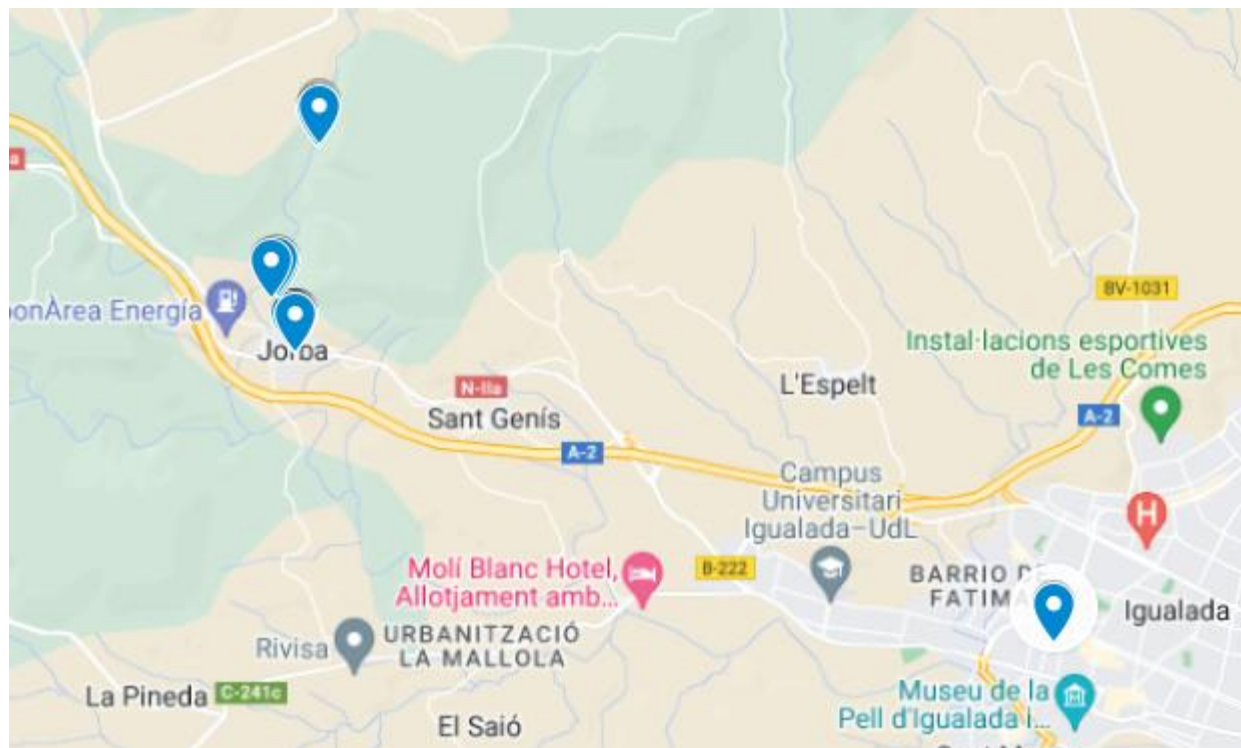 a
BV-1031
onÀrea Energía
Instal·lacions esportives
de Les Comes
Jorba
N-IIa
L'Espelt
Sant Genís
A-2
A-2
Campus
Universitari
Igualada–UdL
H
Molí Blanc Hotel,
Allotjament amb...
B-222
BARRIO DE
FATIMA
Igualada
Rivisa
URBANITZACIÓ
LA MALLOLA
La Pineda
C-241c
Museu de la
Pell d'Igualada i...
El Saió